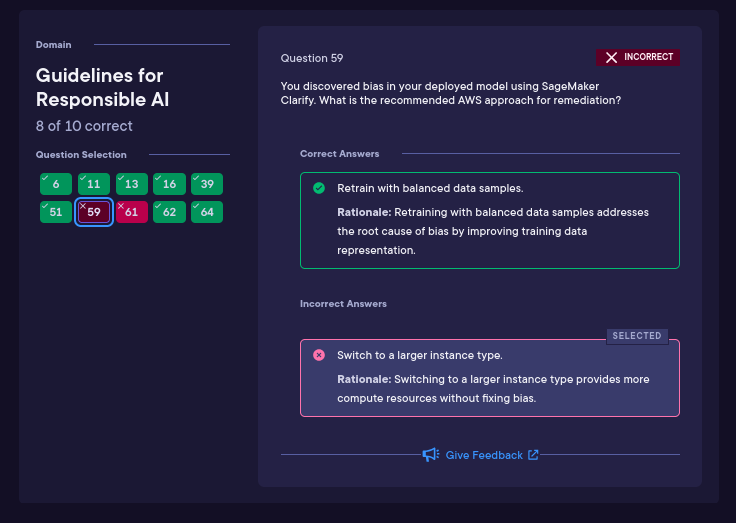 Domain
Guidelines for
Responsible AI
8 of 10 correct
Question Selection
6 11 13 16 39
51 59 61 62 64
Question 59
INCORRECT
You discovered bias in your deployed model using SageMaker
Clarify. What is the recommended AWS approach for remediation?
Correct Answers
Retrain with balanced data samples.
Rationale: Retraining with balanced data samples addresses
the root cause of bias by improving training data
representation.
Incorrect Answers
SELECTED
Switch to a larger instance type.
Rationale: Switching to a larger instance type provides more
compute resources without fixing bias.
Give Feedback